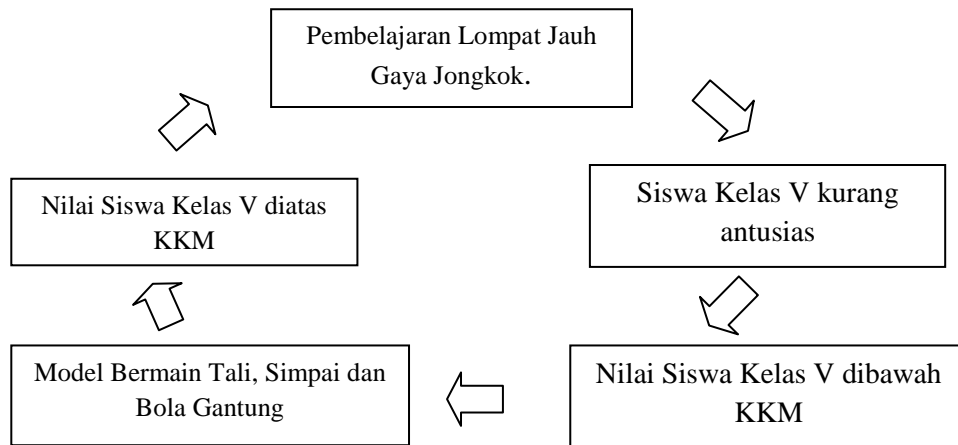 Pembelajaran Lompat Jauh
Gaya Jongkok.
Siswa Kelas V kurang
antusias
Nilai Siswa Kelas V dibawah
KKM
Model Bermain Tali, Simpai dan
Bola Gantung
Nilai Siswa Kelas V diatas
KKM